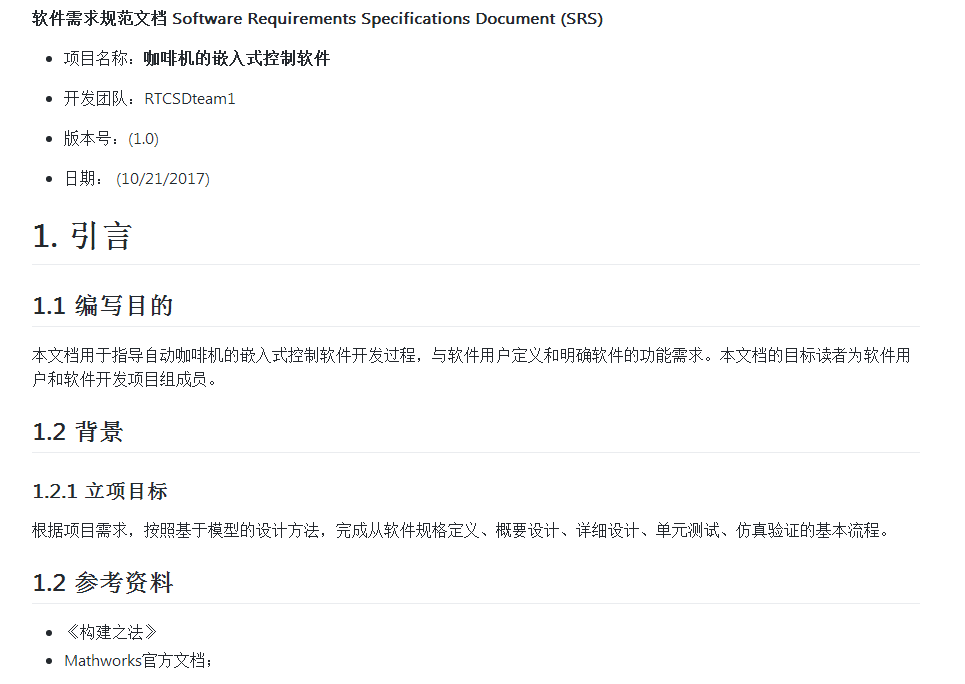 软件需求规范文档 Software Requirements Specifications Document (SRS)
项目名称：咖啡机的嵌入式控制软件
开发团队：RTCSDteam1
版本号：(1.0)
日期： (10/21/2017)
1. 引言
1.1 编写目的
本文档用于指导自动咖啡机的嵌入式控制软件开发过程，与软件用户定义和明确软件的功能需求。本文档的目标读者为软件用
户和软件开发项目组成员。
1.2 背景
1.2.1 立项目标
根据项目需求，按照基于模型的设计方法，完成从软件规格定义、概要设计、详细设计、单元测试、仿真验证的基本流程。
1.2 参考资料
《构建之法》
Mathworks官方文档；